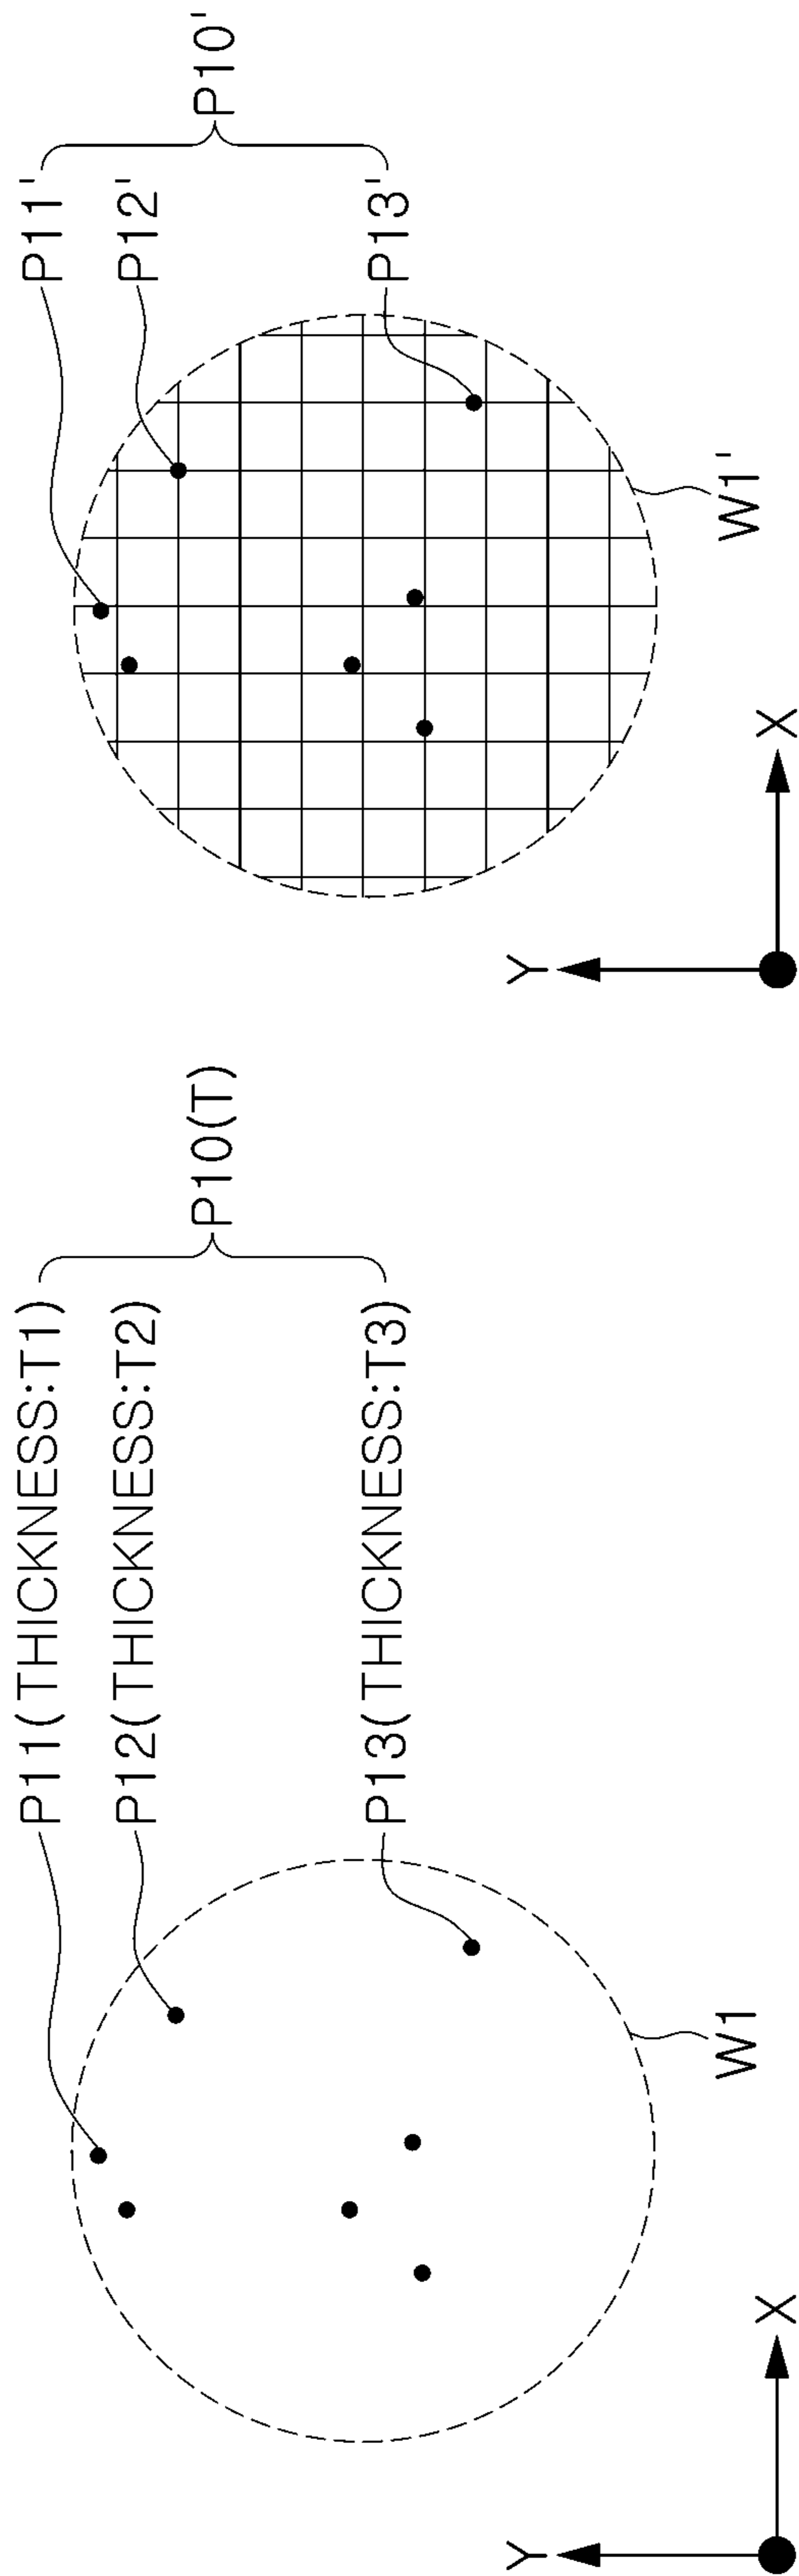 P11(THICKNESS:T1)
P12(THICKNESS:T2)
P13(THICKNESS:T3)
P10(T)
W1
Y
X
P11'
P12'
P13'
P10'
W1'
Y
X